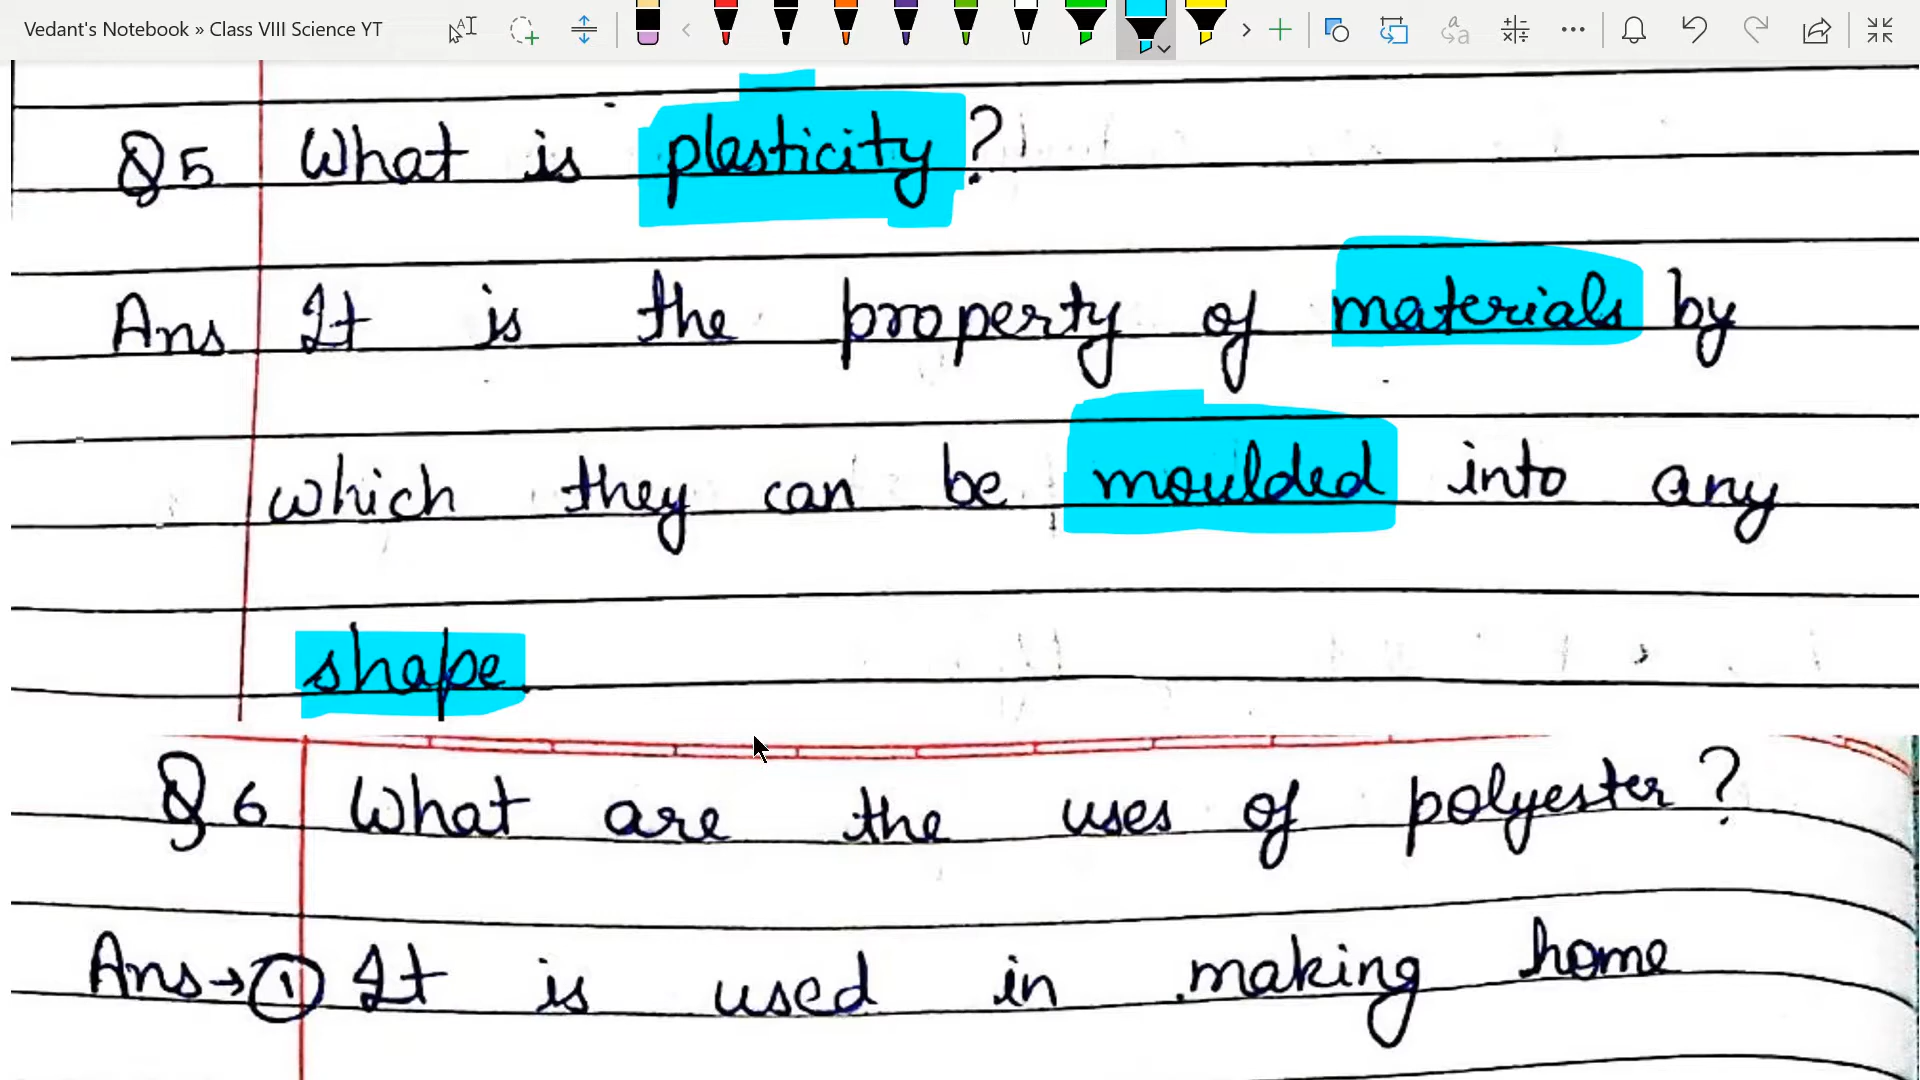 Vedant's Notebook » Class VIII Science YT
Q5 What is plasticity?
Ans It is the property of materials by
which they can be moulded into any
shape.
Q6 What are the uses of polyester?
Ans→① It is used in making home